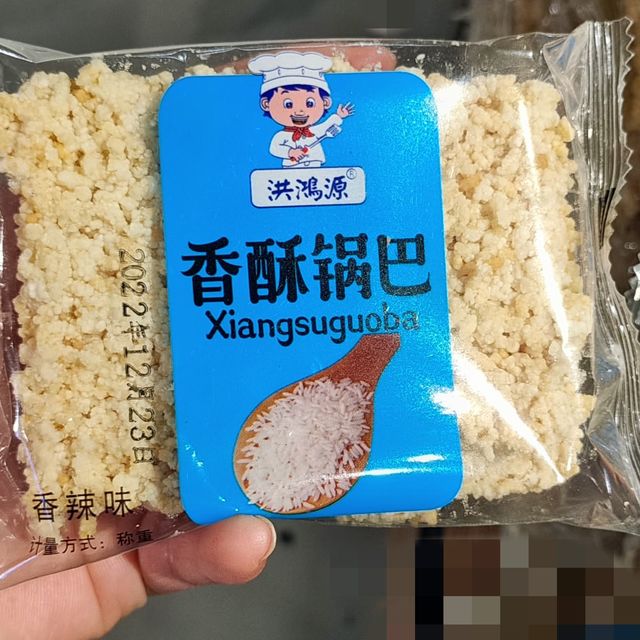 洪鴻源®
香酥锅巴
Xiangsuguoba
2022年12月23日
香辣味
计量方式：称重